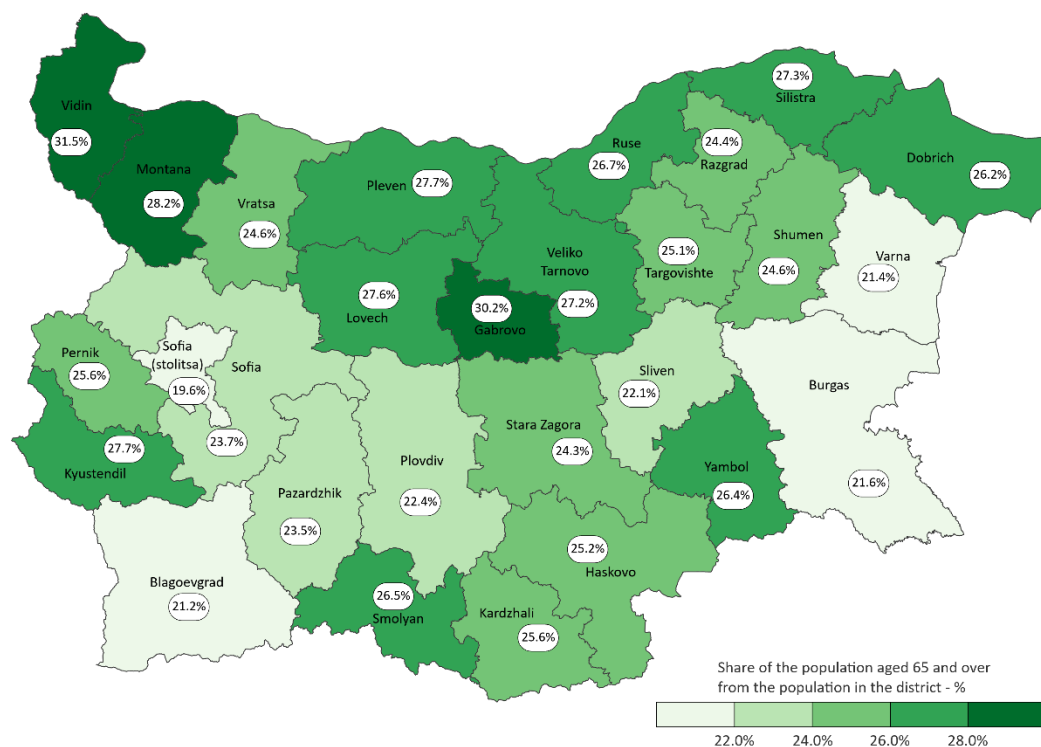 27.3%
Silistra
Vidin
31.5%
Montana
28.2%
Vratsa
24.6%
Pleven
27.7%
Ruse
26.7%
24.4%
Razgrad
Dobrich
26.2%
Lovech
27.6%
30.2%
Gabrovo
Veliko
Tarnovo
27.2%
25.1%
Targovishte
Shumen
24.6%
Varna
21.4%
Pernik
25.6%
Sofia
(stolitsa)
19.6%
Sofia
23.7%
27.7%
Kyustendil
Pazardzhik
23.5%
Plovdiv
22.4%
Stara Zagora
24.3%
Sliven
22.1%
Yambol
26.4%
Burgas
21.6%
Blagoevgrad
21.2%
26.5%
Smolyan
25.2%
Haskovo
Kardzhali
25.6%
Share of the population aged 65 and over
from the population in the district - %
22.0% 24.0% 26.0% 28.0%